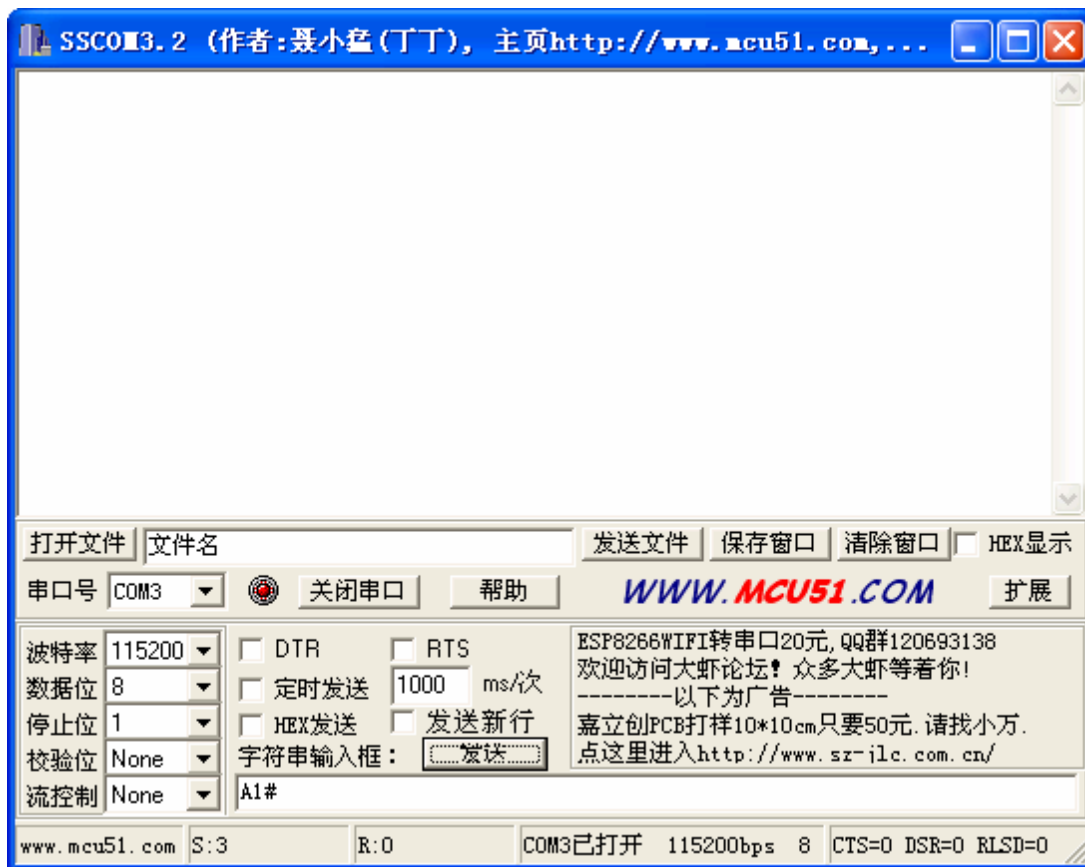 SSCOM3.2 (作者:聂小猛(丁丁), 主页http://www.mcu51.com,...
打开文件 文件名 发送文件 保存窗口 清除窗口 HEX显示
串口号 COM3 关闭串口 帮助 WWW.MCU51.COM 扩展
波特率 115200 DTR RTS
数据位 8 定时发送 1000 ms/次
停止位 1 HEX发送 发送新行
校验位 None 字符串输入框: 发送
流控制 None A1#
ESP8266WIFI转串口20元,QQ群120693138
欢迎访问大虾论坛!众多大虾等着你!
--------以下为广告--------
嘉立创PCB打样10*10cm只要50元.请找小万.
点这里进入http://www.sz-jlc.com.cn/
www.mcu51.com S:3 R:0 COM3已打开 115200bps 8 CTS=0 DSR=0 RLSD=0